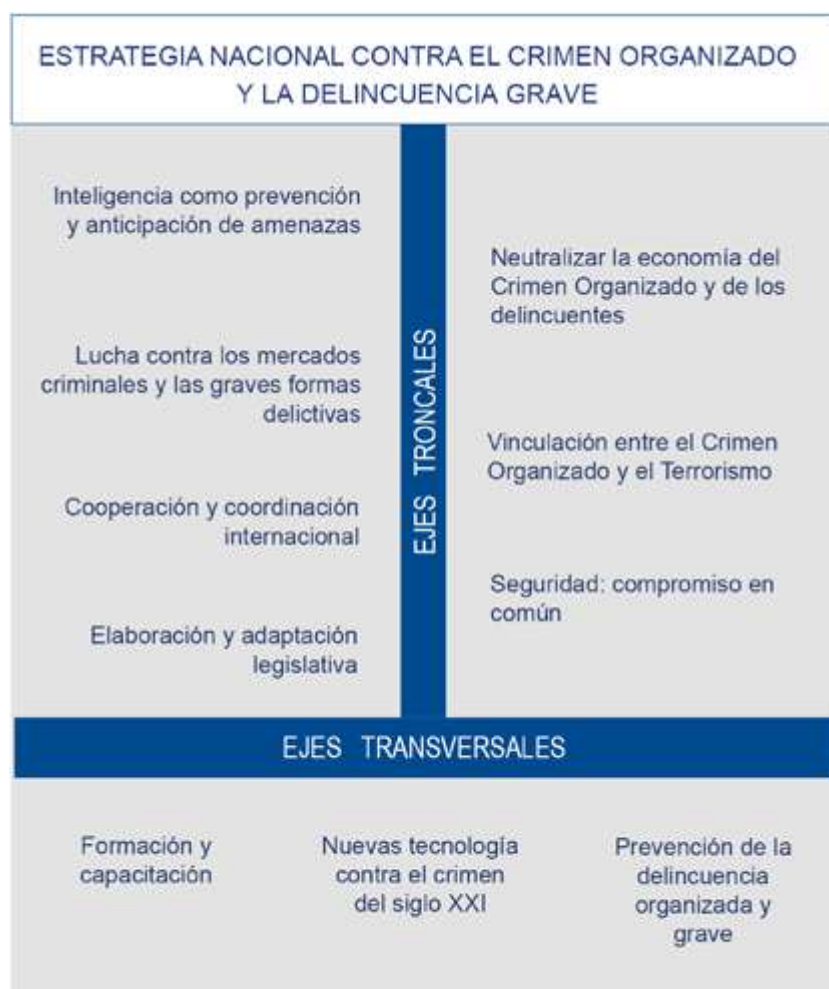 ESTRATEGIA NACIONAL CONTRA EL CRIMEN ORGANIZADO
Y LA DELINCUENCIA GRAVE
Inteligencia como prevención
y anticipación de amenazas
Lucha contra los mercados
criminales y las graves formas
delictivas
Cooperación y coordinación
internacional
Elaboración y adaptación
legislativa
EJES TRONCALES
Neutralizar la economía del
Crimen Organizado y de los
delincuentes
Vinculación entre el Crimen
Organizado y el Terrorismo
Seguridad: compromiso en
común
EJES TRANSVERSALES
Formación y
capacitación
Nuevas tecnología
contra el crimen
del siglo XXI
Prevención de la
delincuencia
organizada y
grave